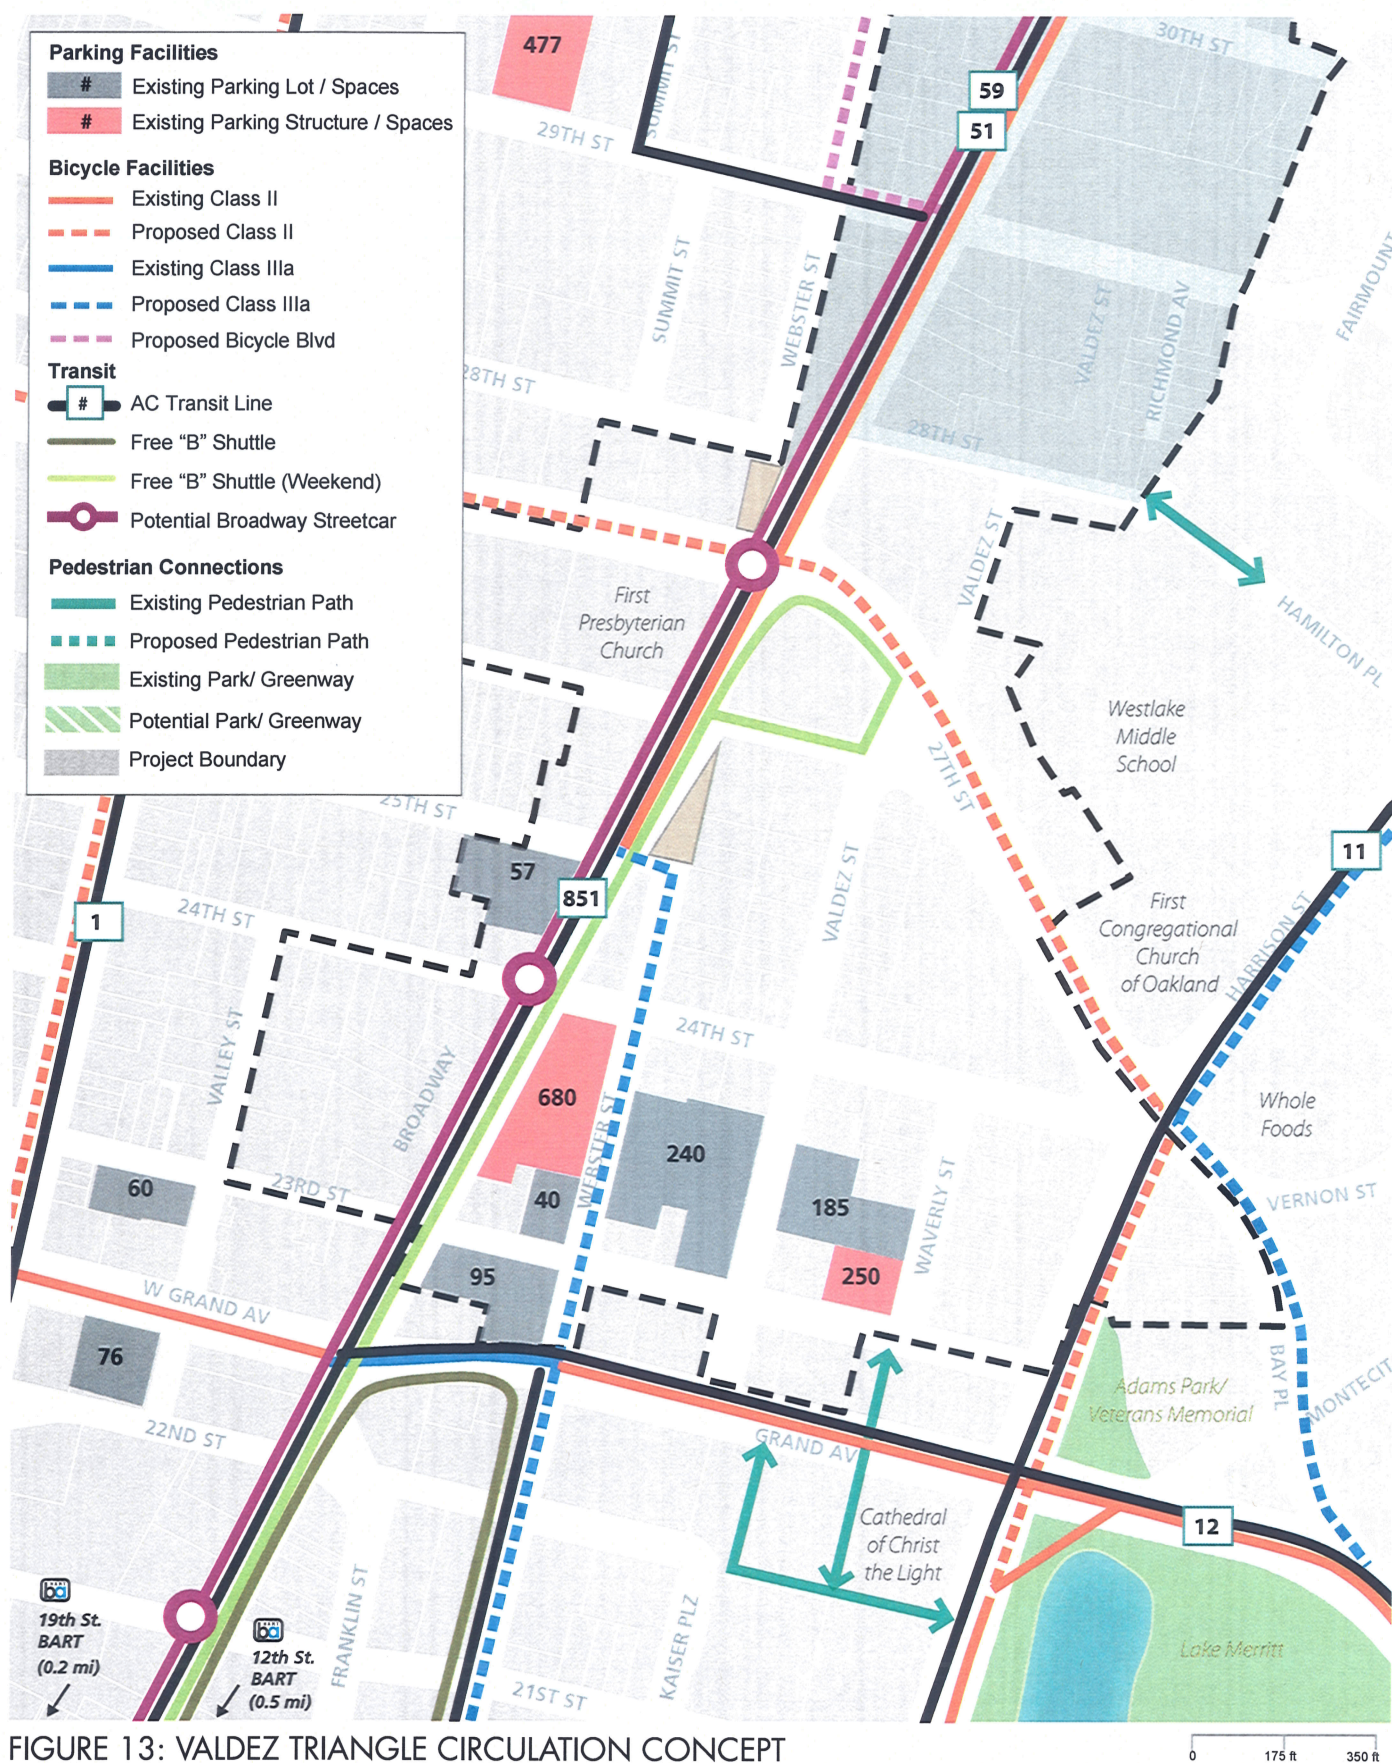 Parking Facilities
# Existing Parking Lot / Spaces
# Existing Parking Structure / Spaces
Bicycle Facilities
Existing Class II
Proposed Class II
Existing Class IIIa
Proposed Class IIIa
Proposed Bicycle Blvd
Transit
# AC Transit Line
Free “B” Shuttle
Free “B” Shuttle (Weekend)
Potential Broadway Streetcar
Pedestrian Connections
Existing Pedestrian Path
Proposed Pedestrian Path
Existing Park/ Greenway
Potential Park/ Greenway
Project Boundary
477
SUMMIT ST
30TH ST
59
51
29TH ST
SUMMIT ST
WEBSTER ST
VALDEZ ST
RICHMOND AV
FAIRMOUNT
28TH ST
28TH ST
VALDEZ ST
HAMILTON PL
First
Presbyterian
Church
Westlake
Middle
School
27TH ST
25TH ST
57
851
VALDEZ ST
11
1
24TH ST
First
Congregational
Church
of Oakland
HARRISON ST
24TH ST
VALLEY ST
BROADWAY
680
WEBSTER ST
240
Whole
Foods
60
23RD ST
40
185
WAVERLY ST
VERNON ST
95
250
W GRAND AV
76
BAY PL
MONTECIT
Adams Park/
Veterans Memorial
22ND ST
GRAND AV
Cathedral
of Christ
the Light
12
FRANKLIN ST
KAISER PLZ
Lake Merritt
ba
19th St.
BART
(0.2 mi)
ba
12th St.
BART
(0.5 mi)
21ST ST
FIGURE 13: VALDEZ TRIANGLE CIRCULATION CONCEPT
0 175 ft 350 ft